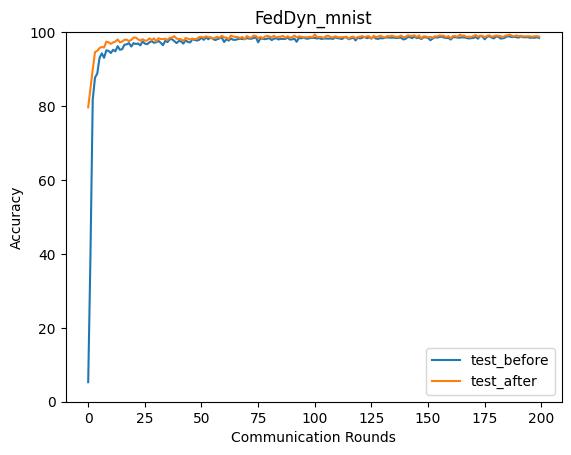 FedDyn_mnist
100
80
60
40
20
0
Accuracy
0 25 50 75 100 125 150 175 200
Communication Rounds
test_before
test_after